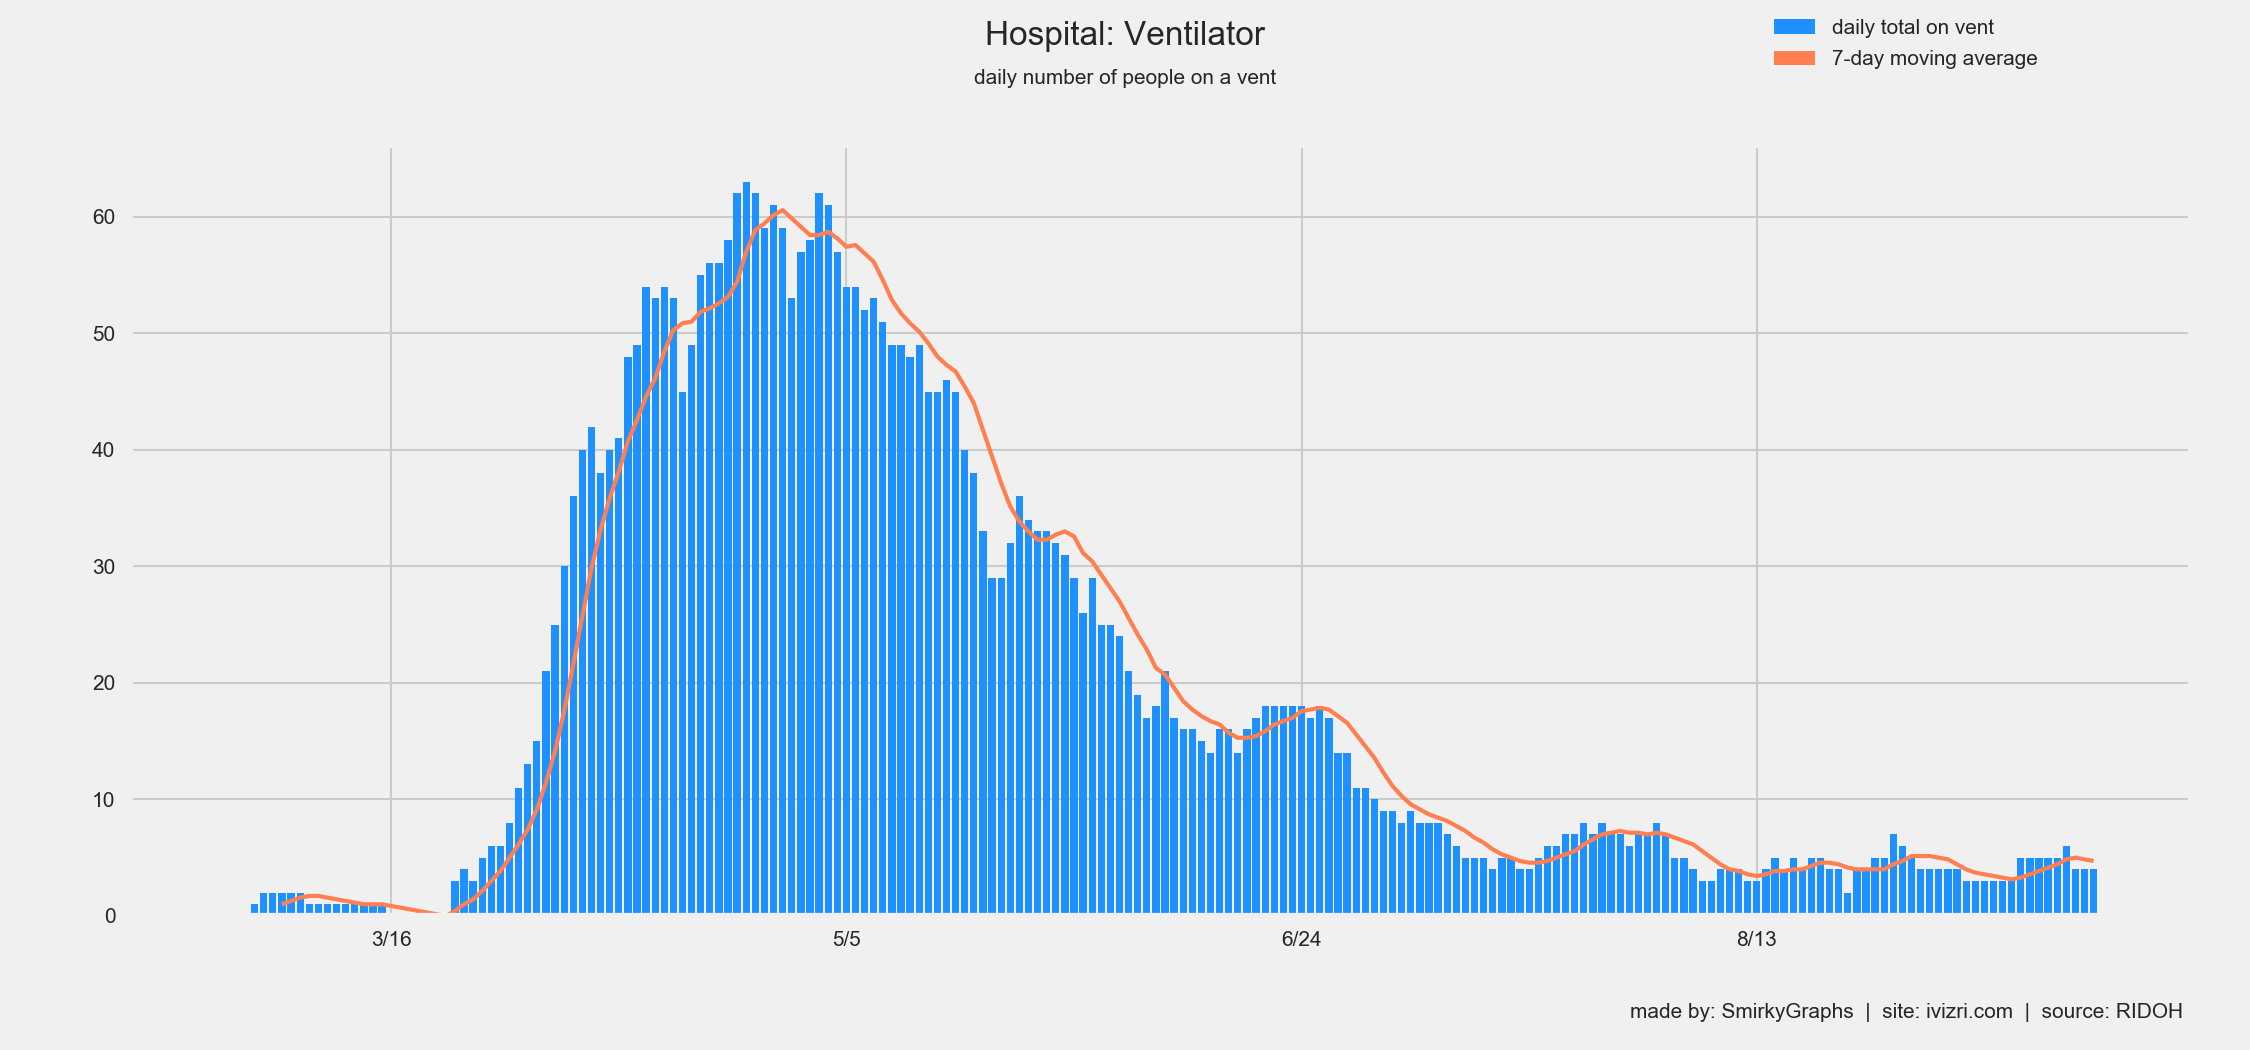 Hospital: Ventilator
daily number of people on a vent
daily total on vent
7-day moving average
60
50
40
30
20
10
0
3/16 5/5 6/24 8/13
made by: SmirkyGraphs | site: ivizri.com | source: RIDOH